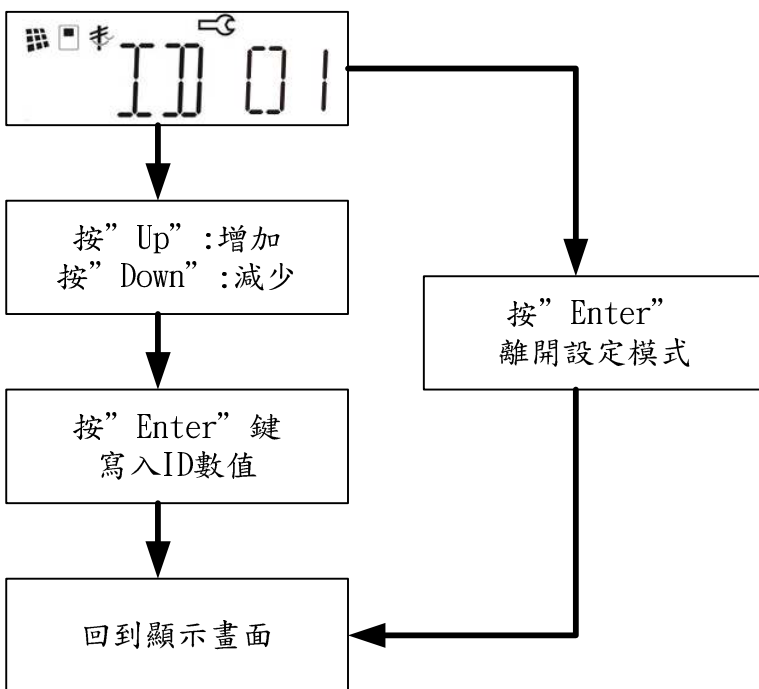 ID 01
按”Up”:增加
按”Down”:減少
按”Enter”
離開設定模式
按”Enter”鍵
寫入ID數值
回到顯示畫面